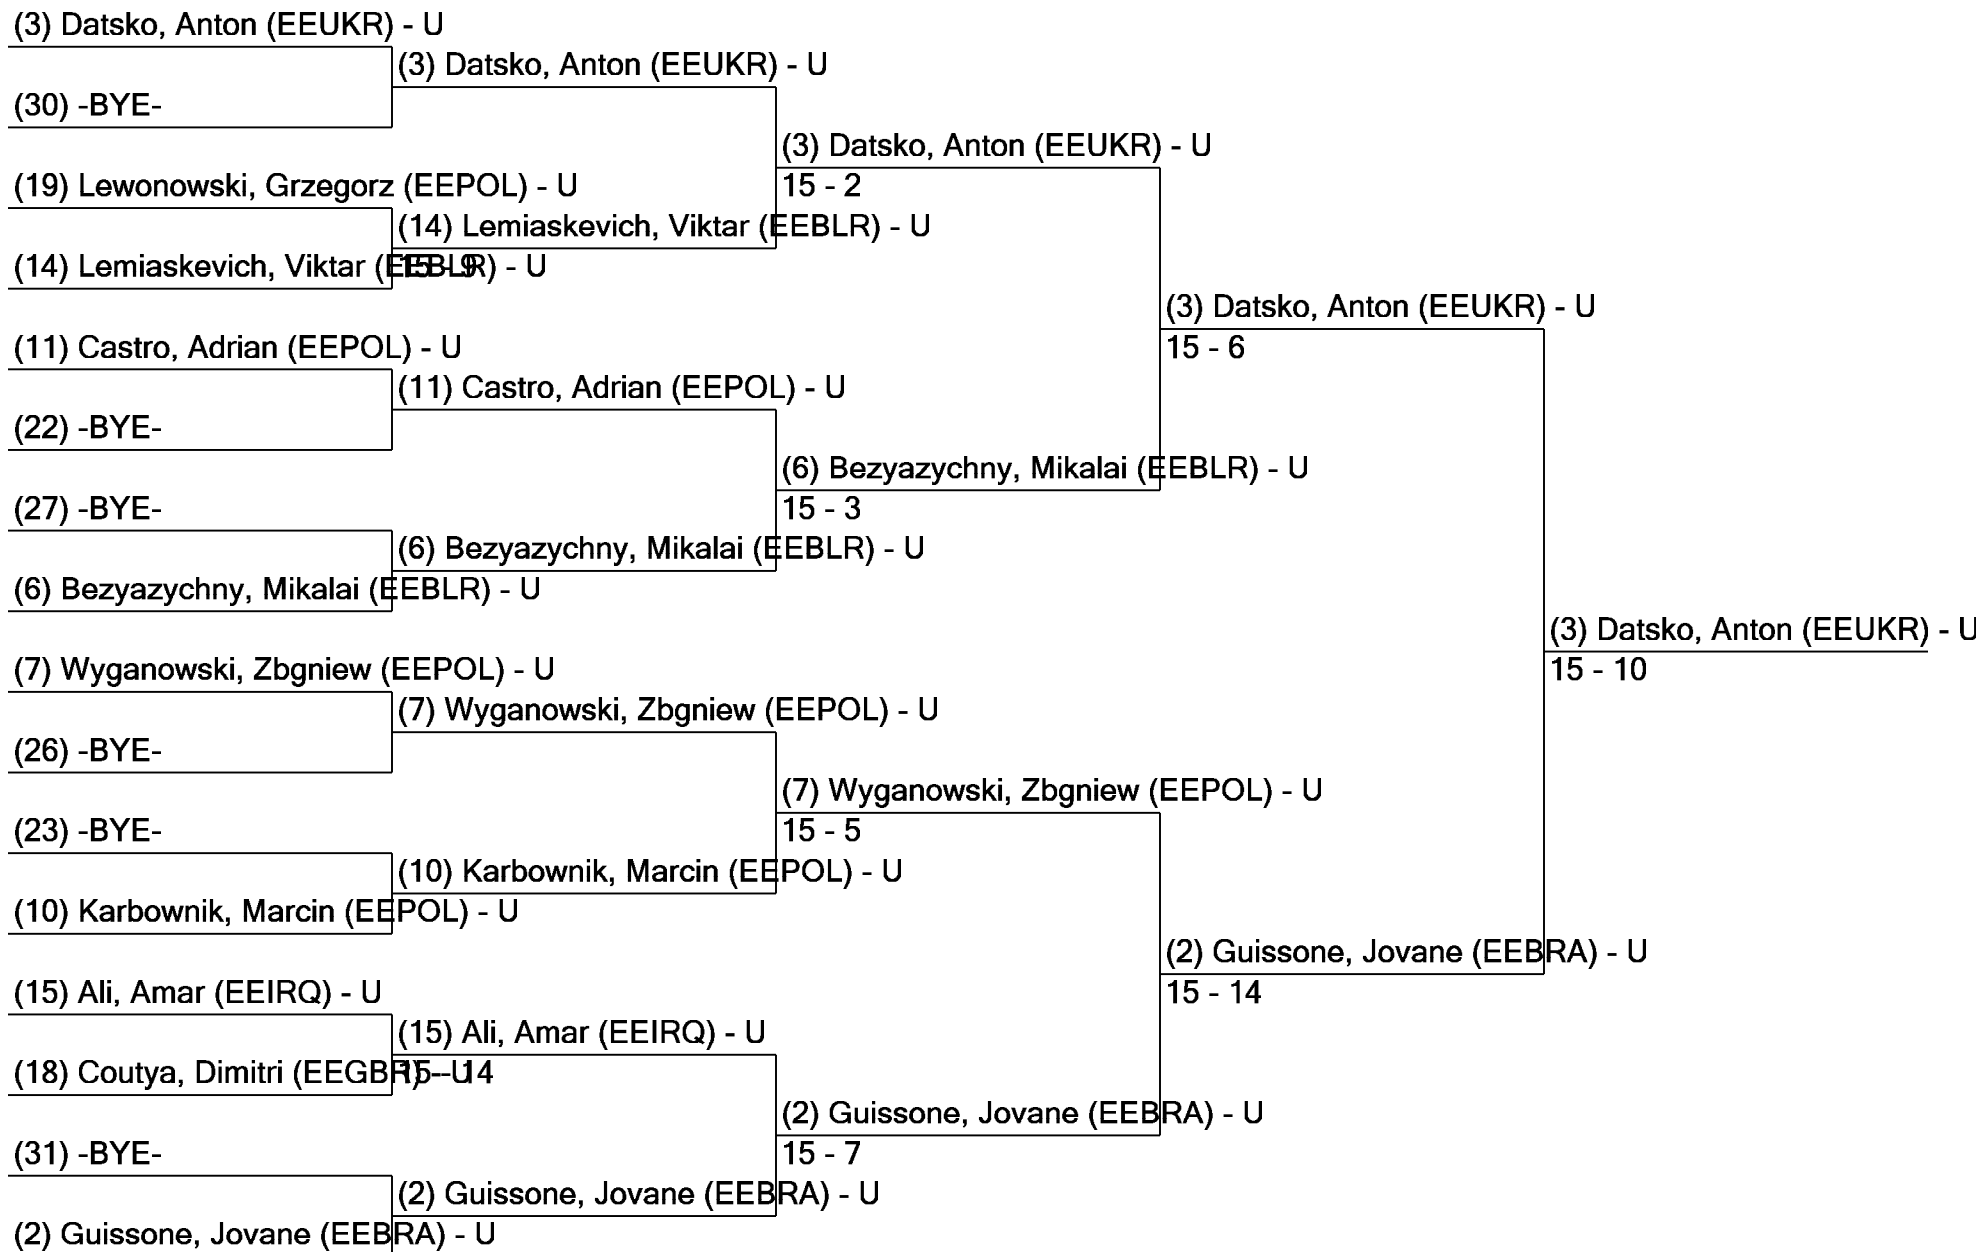 (3) Datsko, Anton (EEUKR) - U
(3) Datsko, Anton (EEUKR) - U
(30) -BYE-
(3) Datsko, Anton (EEUKR) - U
(19) Lewonowski, Grzegorz (EEPOL) - U
15 - 2
(14) Lemiaskevich, Viktar (EEBLR) - U
(14) Lemiaskevich, Viktar (EEBLR) - U
15 - 9
(3) Datsko, Anton (EEUKR) - U
(11) Castro, Adrian (EEPOL) - U
15 - 6
(11) Castro, Adrian (EEPOL) - U
(22) -BYE-
(6) Bezyazychny, Mikalai (EEBLR) - U
(27) -BYE-
15 - 3
(6) Bezyazychny, Mikalai (EEBLR) - U
(6) Bezyazychny, Mikalai (EEBLR) - U
(3) Datsko, Anton (EEUKR) - U
(7) Wyganowski, Zbgniew (EEPOL) - U
15 - 10
(7) Wyganowski, Zbgniew (EEPOL) - U
(26) -BYE-
(7) Wyganowski, Zbgniew (EEPOL) - U
(23) -BYE-
15 - 5
(10) Karbownik, Marcin (EEPOL) - U
(10) Karbownik, Marcin (EEPOL) - U
(2) Guissone, Jovane (EEBRA) - U
(15) Ali, Amar (EEIRQ) - U
15 - 14
(15) Ali, Amar (EEIRQ) - U
(18) Coutya, Dimitri (EEGBR) - U
15 - 14
(2) Guissone, Jovane (EEBRA) - U
(31) -BYE-
15 - 7
(2) Guissone, Jovane (EEBRA) - U
(2) Guissone, Jovane (EEBRA) - U